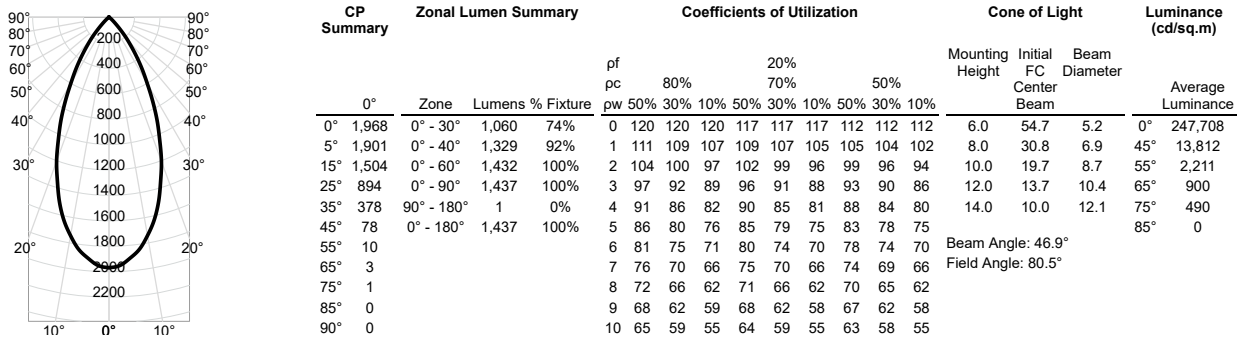 90° 90°
80° 80°
70° 70°
60° 60°
50° 50°
40° 40°
30° 30°
20° 20°
10° 0° 10°
200
400
600
800
1000
1200
1400
1600
1800
2000
2200
CP Summary
0°
0° 1,968
5° 1,901
15° 1,504
25° 894
35° 378
45° 78
55° 10
65° 3
75° 1
85° 0
90° 0
Zonal Lumen Summary
Zone Lumens % Fixture
0° - 30° 1,060 74%
0° - 40° 1,329 92%
0° - 60° 1,432 100%
0° - 90° 1,437 100%
90° - 180° 1 0%
0° - 180° 1,437 100%
Coefficients of Utilization
ρf 20%
ρc 80% 70% 50%
ρw 50% 30% 10% 50% 30% 10% 50% 30% 10%
0 120 120 120 117 117 117 112 112 112
1 111 109 107 109 107 105 105 104 102
2 104 100 97 102 99 96 99 96 94
3 97 92 89 96 91 88 93 90 86
4 91 86 82 90 85 81 88 84 80
5 86 80 76 85 79 75 83 78 75
6 81 75 71 80 74 70 78 74 70
7 76 70 66 75 70 66 74 69 66
8 72 66 62 71 66 62 70 65 62
9 68 62 59 68 62 58 67 62 58
10 65 59 55 64 59 55 63 58 55
Cone of Light
Mounting Height Initial FC Center Beam Beam Diameter
6.0 54.7 5.2
8.0 30.8 6.9
10.0 19.7 8.7
12.0 13.7 10.4
14.0 10.0 12.1
Beam Angle: 46.9°
Field Angle: 80.5°
Luminance
(cd/sq.m)
Average
Luminance
0° 247,708
45° 13,812
55° 2,211
65° 900
75° 490
85° 0